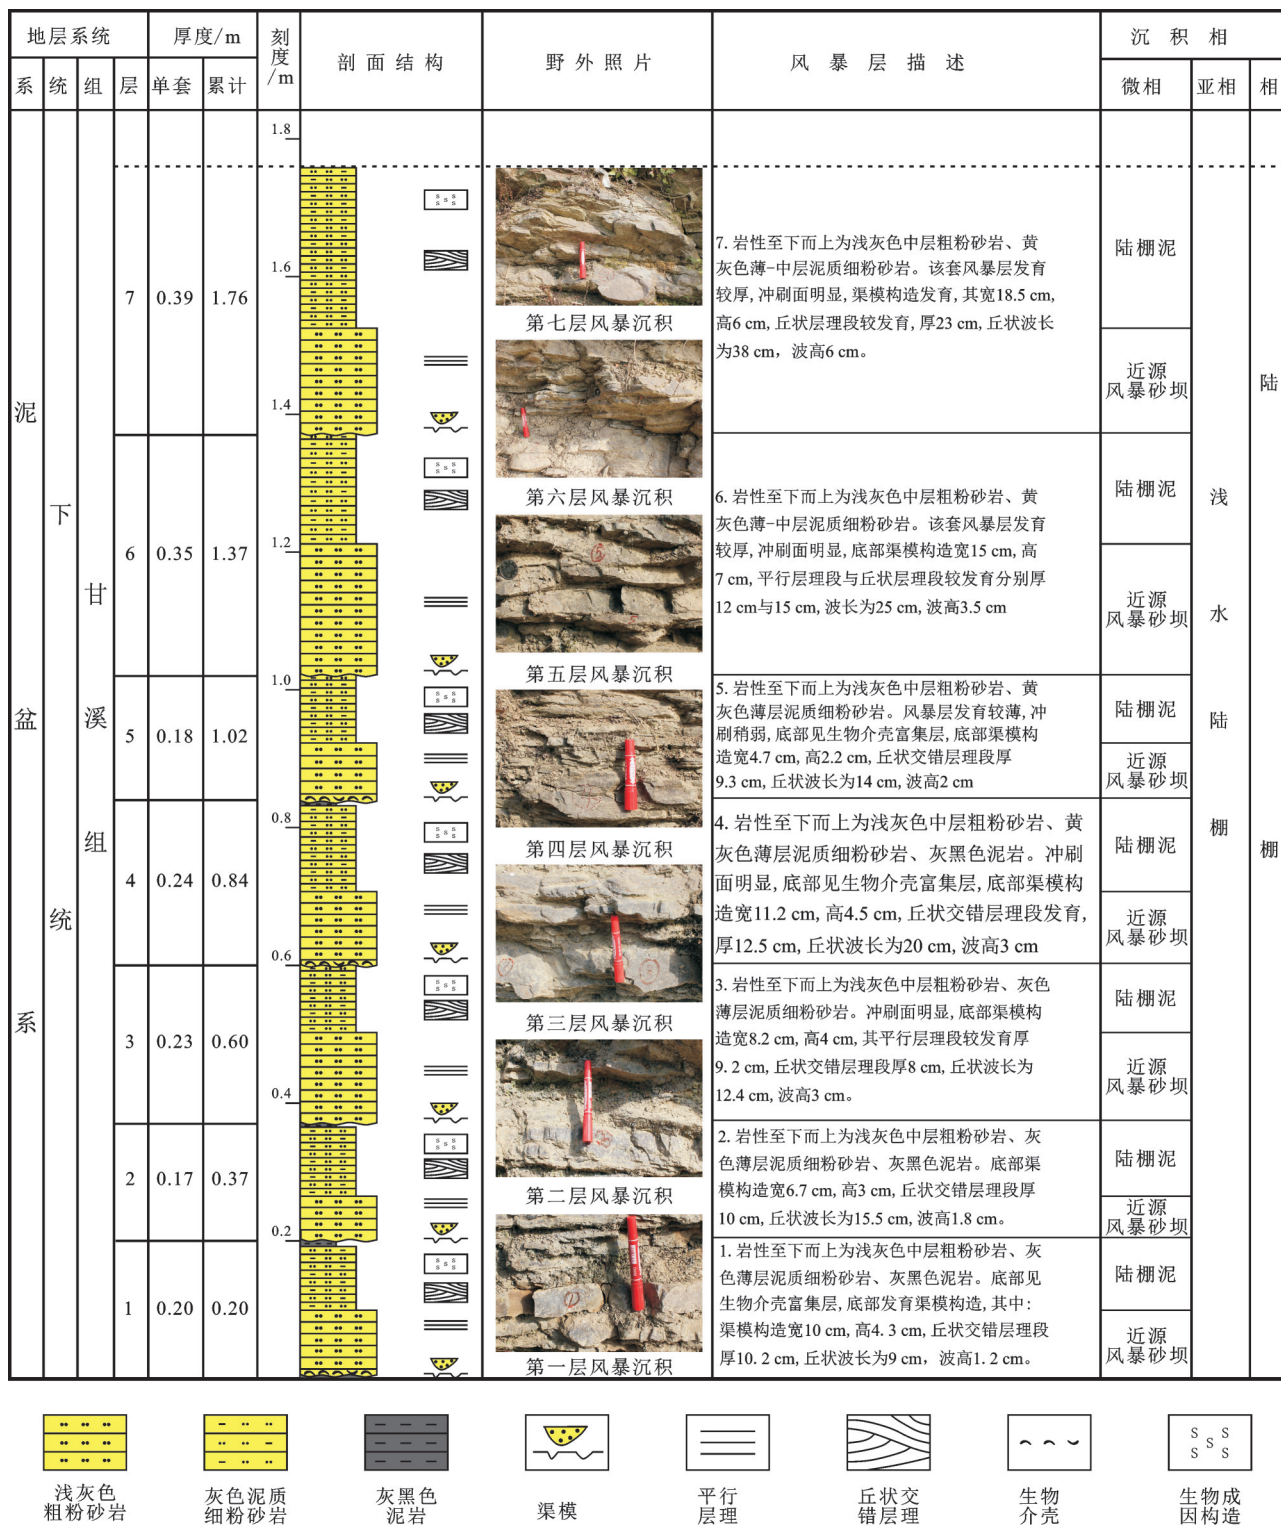 地层系统
厚度/m
刻度/m
剖面结构
野外照片
风暴层描述
沉积相
系
统
组
层
单套
累计
微相
亚相
相
泥盆系
下统
甘溪组
1.8
1.6
1.4
1.2
1.0
0.8
0.6
0.4
0.2
7 0.39 1.76
第七层风暴沉积
7. 岩性至下而上为浅灰色中层粗粉砂岩、黄
灰色薄-中层泥质细粉砂岩。该套风暴层发育
较厚, 冲刷面明显, 渠模构造发育, 其宽18.5 cm,
高6 cm, 丘状层理段较发育, 厚23 cm, 丘状波长
为38 cm，波高6 cm。
陆棚泥
近源
风暴砂坝
6 0.35 1.37
第六层风暴沉积
6. 岩性至下而上为浅灰色中层粗粉砂岩、黄
灰色薄-中层泥质细粉砂岩。该套风暴层发育
较厚, 冲刷面明显, 底部渠模构造宽15 cm, 高
7 cm, 平行层理段与丘状层理段较发育分别厚
12 cm与15 cm, 波长为25 cm, 波高3.5 cm
陆棚泥
近源
风暴砂坝
5 0.18 1.02
第五层风暴沉积
5. 岩性至下而上为浅灰色中层粗粉砂岩、黄
灰色薄层泥质细粉砂岩。风暴层发育较薄, 冲
刷稍弱, 底部见生物介壳富集层, 底部渠模构
造宽4.7 cm, 高2.2 cm, 丘状交错层理段厚
9.3 cm, 丘状波长为14 cm, 波高2 cm
陆棚泥
近源
风暴砂坝
4 0.24 0.84
第四层风暴沉积
4. 岩性至下而上为浅灰色中层粗粉砂岩、黄
灰色薄层泥质细粉砂岩、灰黑色泥岩。冲刷
面明显, 底部见生物介壳富集层, 底部渠模构
造宽11.2 cm, 高4.5 cm, 丘状交错层理段发育,
厚12.5 cm, 丘状波长为20 cm, 波高3 cm
陆棚泥
近源
风暴砂坝
3 0.23 0.60
第三层风暴沉积
3. 岩性至下而上为浅灰色中层粗粉砂岩、灰色
薄层泥质细粉砂岩。冲刷面明显, 底部渠模构
造宽8.2 cm, 高4 cm, 其平行层理段较发育厚
9. 2 cm, 丘状交错层理段厚8 cm, 丘状波长为
12.4 cm, 波高3 cm。
陆棚泥
近源
风暴砂坝
2 0.17 0.37
第二层风暴沉积
2. 岩性至下而上为浅灰色中层粗粉砂岩、灰
色薄层泥质细粉砂岩、灰黑色泥岩。底部渠
模构造宽6.7 cm, 高3 cm, 丘状交错层理段厚
10 cm, 丘状波长为15.5 cm, 波高1.8 cm。
陆棚泥
近源
风暴砂坝
1 0.20 0.20
第一层风暴沉积
1. 岩性至下而上为浅灰色中层粗粉砂岩、灰
色薄层泥质细粉砂岩、灰黑色泥岩。底部见
生物介壳富集层, 底部发育渠模构造, 其中:
渠模构造宽10 cm, 高4. 3 cm, 丘状交错层理段
厚10. 2 cm, 丘状波长为9 cm，波高1. 2 cm。
陆棚泥
近源
风暴砂坝
浅水陆棚
陆棚
浅灰色
粗粉砂岩
灰色泥质
细粉砂岩
灰黑色
泥岩
渠模
平行
层理
丘状交
错层理
生物
介壳
生物成
因构造